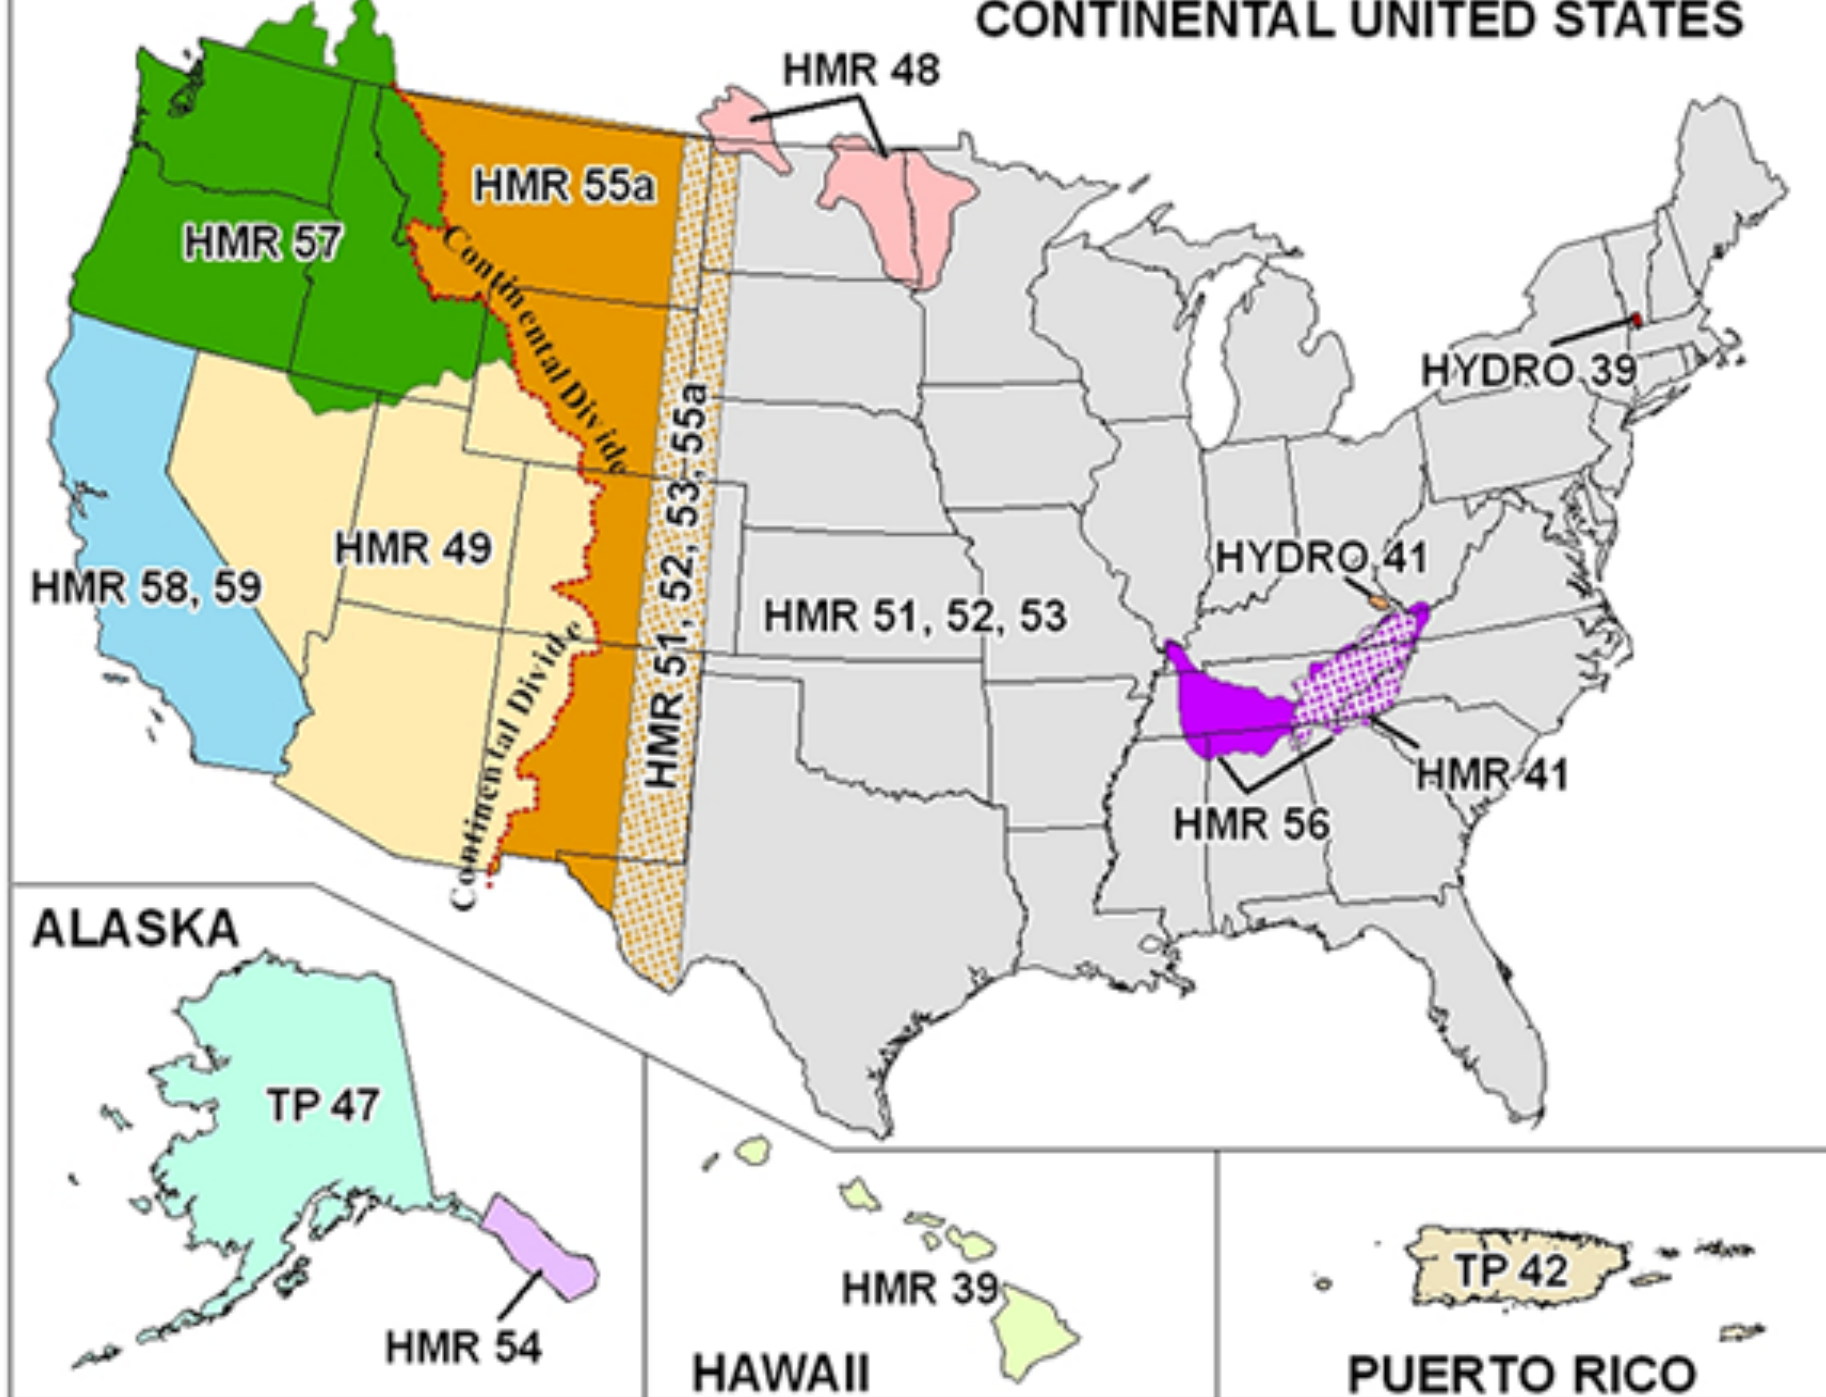 CONTINENTAL UNITED STATES
HMR 48
HMR 55a
HMR 57
Continental Divide
HYDRO 39
HMR 51, 52, 53, 55a
HMR 49
HYDRO 41
HMR 58, 59
HMR 51, 52, 53
Continental Divide
HMR 41
HMR 56
ALASKA
TP 47
HMR 54
HMR 39
HAWAII
TP 42
PUERTO RICO